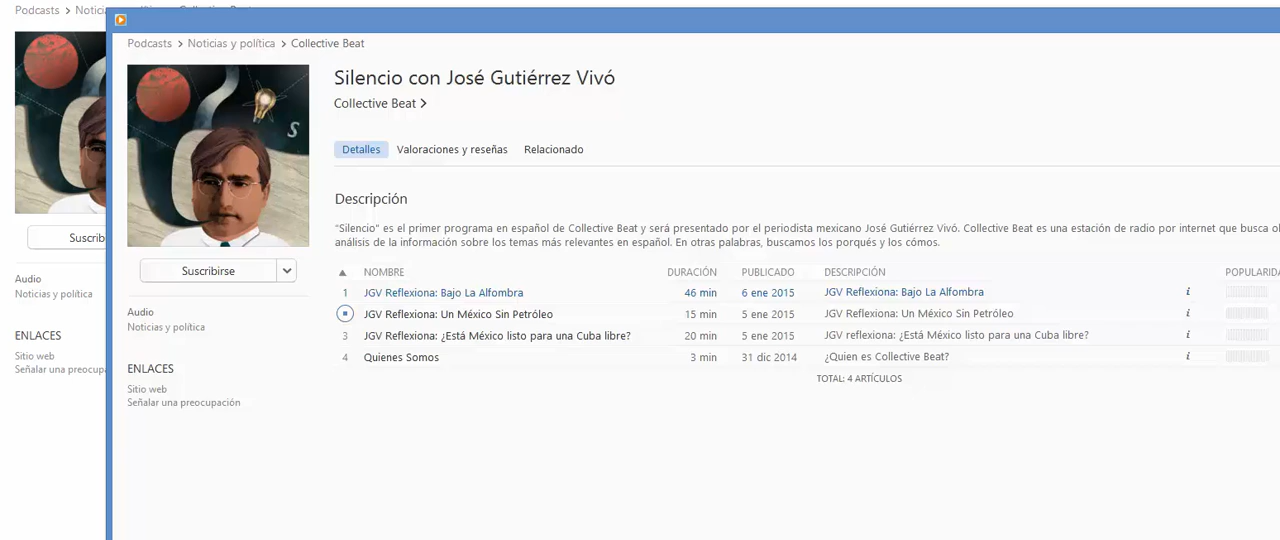 Podcasts > Notici
Suscrib
Audio
Noticias y política
ENLACES
Sitio web
Señalar una preocupa
Podcasts > Noticias y política > Collective Beat
S
Suscribirse
Audio
Noticias y política
ENLACES
Sitio web
Señalar una preocupación
Silencio con José Gutiérrez Vivó
Collective Beat >
Detalles Valoraciones y reseñas Relacionado
Descripción
"Silencio" es el primer programa en español de Collective Beat y será presentado por el periodista mexicano José Gutiérrez Vivó. Collective Beat es una estación de radio por internet que busca ol
análisis de la información sobre los temas más relevantes en español. En otras palabras, buscamos los porqués y los cómos.
▲ NOMBRE DURACIÓN PUBLICADO DESCRIPCIÓN POPULARIDA
1 JGV Reflexiona: Bajo La Alfombra 46 min 6 ene 2015 JGV Reflexiona: Bajo La Alfombra i
JGV Reflexiona: Un México Sin Petróleo 15 min 5 ene 2015 JGV Reflexiona: Un México Sin Petróleo i
3 JGV Reflexiona: ¿Está México listo para una Cuba libre? 20 min 5 ene 2015 JGV reflexiona: ¿Está México listo para una Cuba libre? i
4 Quienes Somos 3 min 31 dic 2014 ¿Quien es Collective Beat? i
TOTAL: 4 ARTÍCULOS